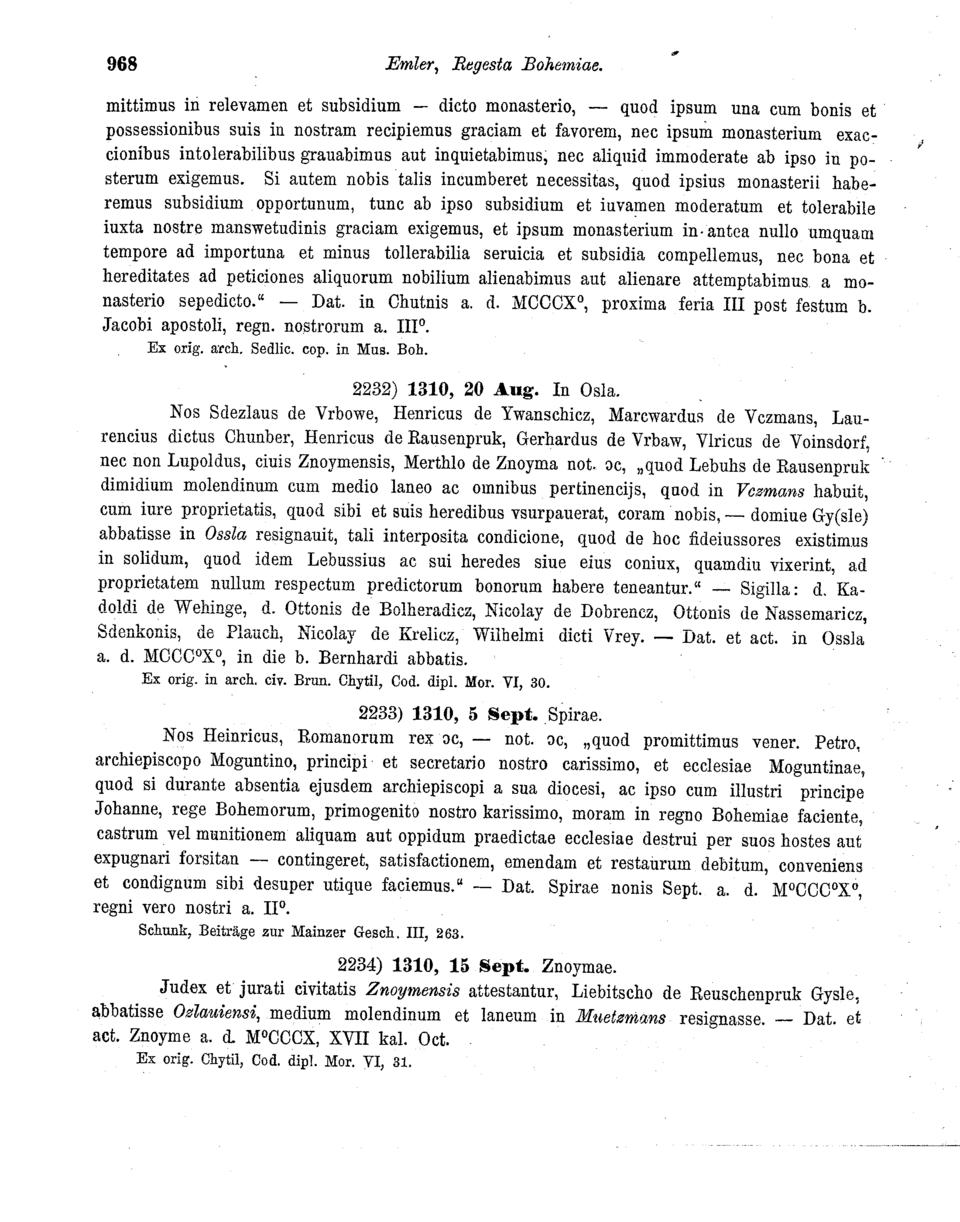 968 Emler, Regesta Bohemiae.
mittimus in relevamen et subsidium — dicto monasterio, — quod ipsum una cum bonis et
possessionibus suis in nostram recipiemus graciam et favorem, nec ipsum monasterium exac-
cionibus intolerabilibus grauabimus aut inquietabimus, nec aliquid immoderate ab ipso in po-
sterum exigemus. Si autem nobis talis incumberet necessitas, quod ipsius monasterii habe-
remus subsidium opportunum, tunc ab ipso subsidium et iuvamen moderatum et tolerabile
iuxta nostre manswetudinis graciam exigemus, et ipsum monasterium in antea nullo umquam
tempore ad importuna et minus tollerabilia seruicia et subsidia compellemus, nec bona et
hereditates ad peticiones aliquorum nobilium alienabimus aut alienare attemptabimus a mo-
nasterio sepedicto.“ — Dat. in Chutnis a. d. MCCCX⁰, proxima feria III post festum b.
Jacobi apostoli, regn. nostrorum a. III⁰.
Ex orig. arch. Sedlic. cop. in Mus. Boh.
2232) 1310, 20 Aug. In Osla.
Nos Sdezlaus de Vrbowe, Henricus de Ywanschicz, Marcwardus de Vczmans, Lau-
rencius dictus Chunber, Henricus de Rausenpruk, Gerhardus de Vrbaw, Vlricus de Voinsdorf,
nec non Lupoldus, ciuis Znoymensis, Merthlo de Znoyma not. ɔc, „quod Lebuhs de Rausenpruk
dimidium molendinum cum medio laneo ac omnibus pertinencijs, quod in Vczmans habuit,
cum iure proprietatis, quod sibi et suis heredibus vsurpauerat, coram nobis, — domine Gy(sle)
abbatisse in Ossla resignauit, tali interposita condicione, quod de hoc fideiussores existimus
in solidum, quod idem Lebussius ac sui heredes siue eius coniux, quamdiu vixerint, ad
proprietatem nullum respectum predictorum bonorum habere teneantur.“ — Sigilla: d. Ka-
doldi de Wehinge, d. Ottonis de Bolheradicz, Nicolay de Dobrencz, Ottonis de Nassemaricz,
Sdenkonis, de Plauch, Nicolay de Krelicz, Wilhelmi dicti Vrey. — Dat. et act. in Ossla
a. d. MCCC⁰X⁰, in die b. Bernhardi abbatis.
Ex orig. in arch. civ. Brun. Chytil, Cod. dipl. Mor. VI, 30.
2233) 1310, 5 Sept. Spirae.
Nos Heinricus, Romanorum rex ɔc, — not. ɔc, „quod promittimus vener. Petro,
archiepiscopo Moguntino, principi et secretario nostro carissimo, et ecclesiae Moguntinae,
quod si durante absentia ejusdem archiepiscopi a sua diocesi, ac ipso cum illustri principe
Johanne, rege Bohemorum, primogenito nostro karissimo, moram in regno Bohemiae faciente,
castrum vel munitionem aliquam aut oppidum praedictae ecclesiae destrui per suos hostes aut
expugnari forsitan — contingeret, satisfactionem, emendam et restaurum debitum, conveniens
et condignum sibi desuper utique faciemus.“ — Dat. Spirae nonis Sept. a. d. M⁰CCC⁰X⁰,
regni vero nostri a. II⁰.
Schunk, Beiträge zur Mainzer Gesch. III, 263.
2234) 1310, 15 Sept. Znoymae.
Judex et jurati civitatis Znoymensis attestantur, Liebitscho de Reuschenpruk Gysle,
abbatisse Ozlauiensi, medium molendinum et laneum in Muetzmans resignasse. — Dat. et
act. Znoyme a. d. M⁰CCCX, XVII kal. Oct.
Ex orig. Chytil, Cod. dipl. Mor. VI, 31.